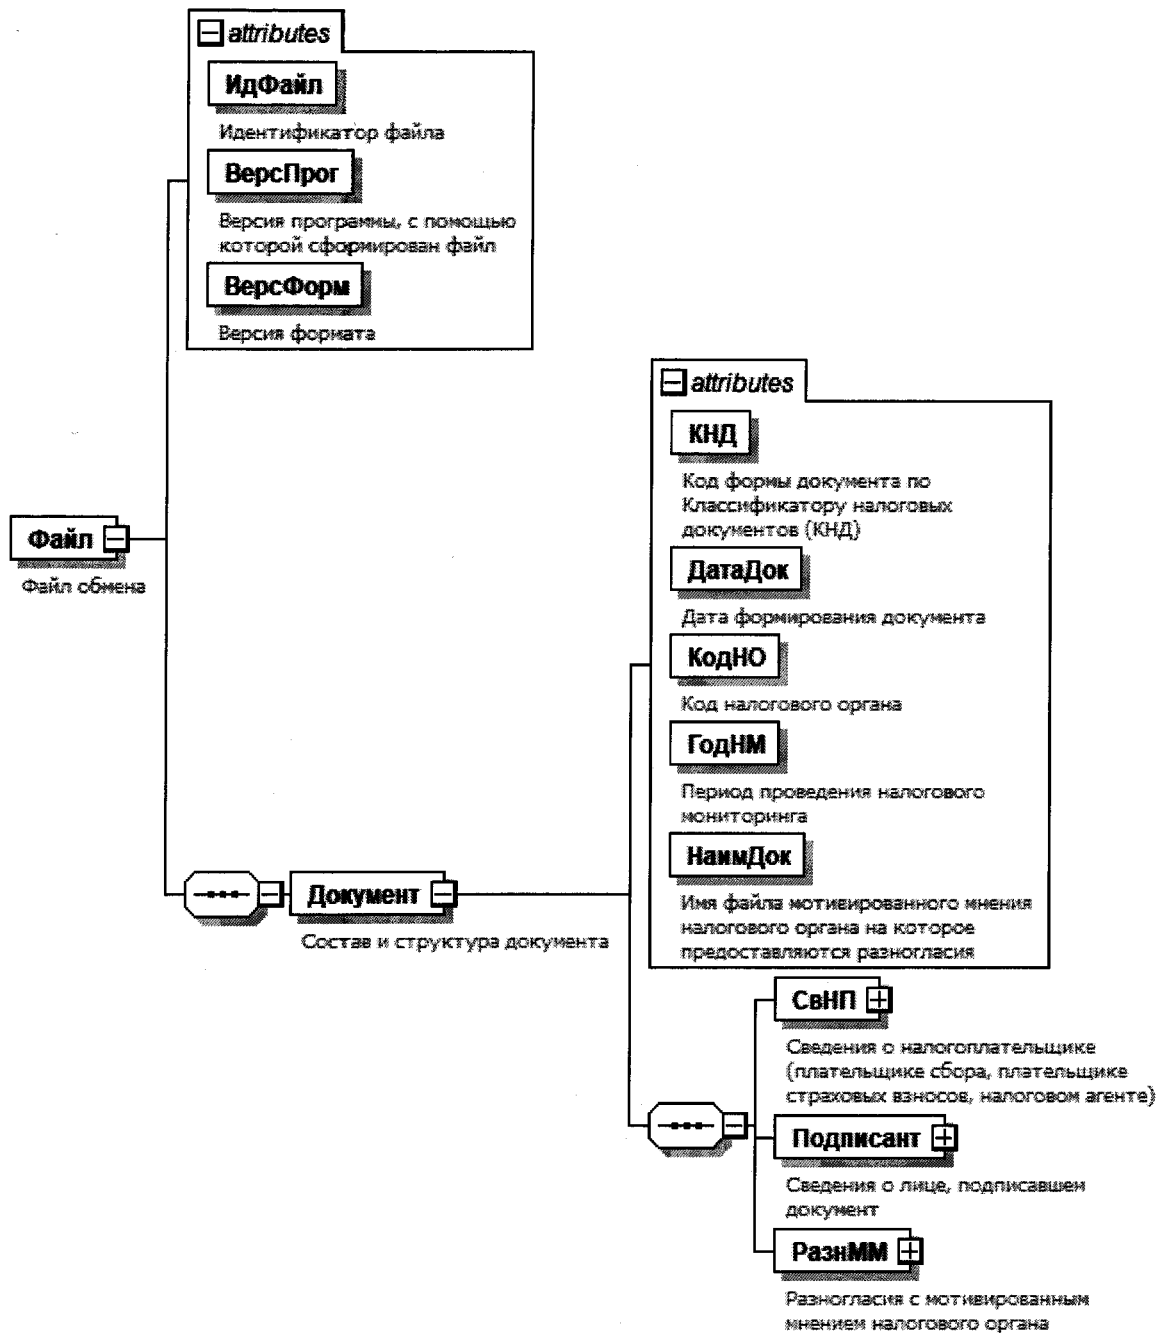 attributes
ИдФайл
Идентификатор файла
ВерсПрог
Версия программы, с помощью
которой сформирован файл
ВерсФорм
Версия формата
attributes
КНД
Код формы документа по
Классификатору налоговых
документов (КНД)
Файл
Файл обмена
ДатаДок
Дата формирования документа
КодНО
Код налогового органа
ГодНМ
Период проведения налогового
мониторинга
НаимДок
Имя файла мотивированного мнения
налогового органа на которое
предоставляются разногласия
Документ
Состав и структура документа
СвНП
Сведения о налогоплательщике
(плательщике сбора, плательщике
страховых взносов, налоговом агенте)
Подписант
Сведения о лице, подписавшем
документ
РазнММ
Разногласия с мотивированным
мнением налогового органа